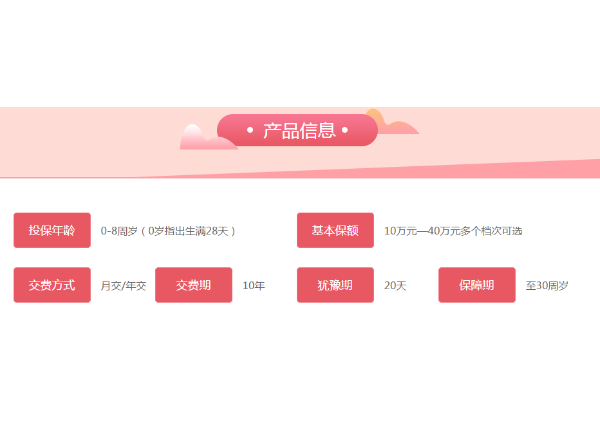 • 产品信息 •
投保年龄 0-8周岁（0岁指出生满28天） 基本保额 10万元—40万元多个档次可选
交费方式 月交/年交 交费期 10年 犹豫期 20天 保障期 至30周岁